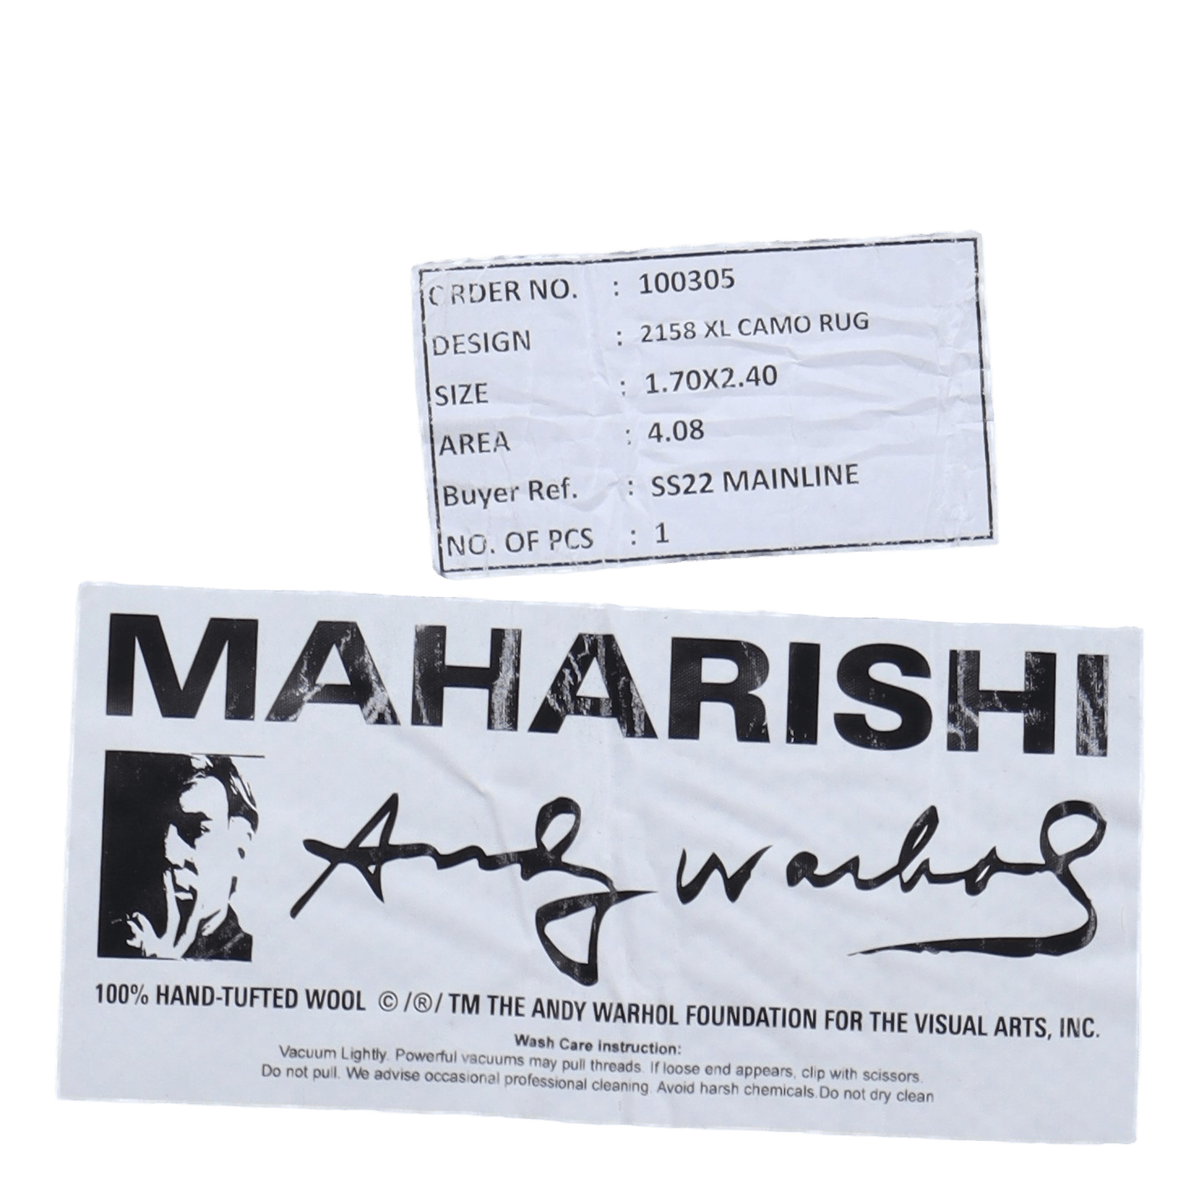 ORDER NO. : 100305
DESIGN : 2158 XL CAMO RUG
SIZE : 1.70X2.40
AREA : 4.08
Buyer Ref. : SS22 MAINLINE
NO. OF PCS : 1
MAHARISHI
Andy Warhol
100% HAND-TUFTED WOOL ©/®/ TM THE ANDY WARHOL FOUNDATION FOR THE VISUAL ARTS, INC.
Wash Care Instruction:
Vacuum Lightly. Powerful vacuums may pull threads. If loose end appears, clip with scissors.
Do not pull. We advise occasional professional cleaning. Avoid harsh chemicals.Do not dry clean